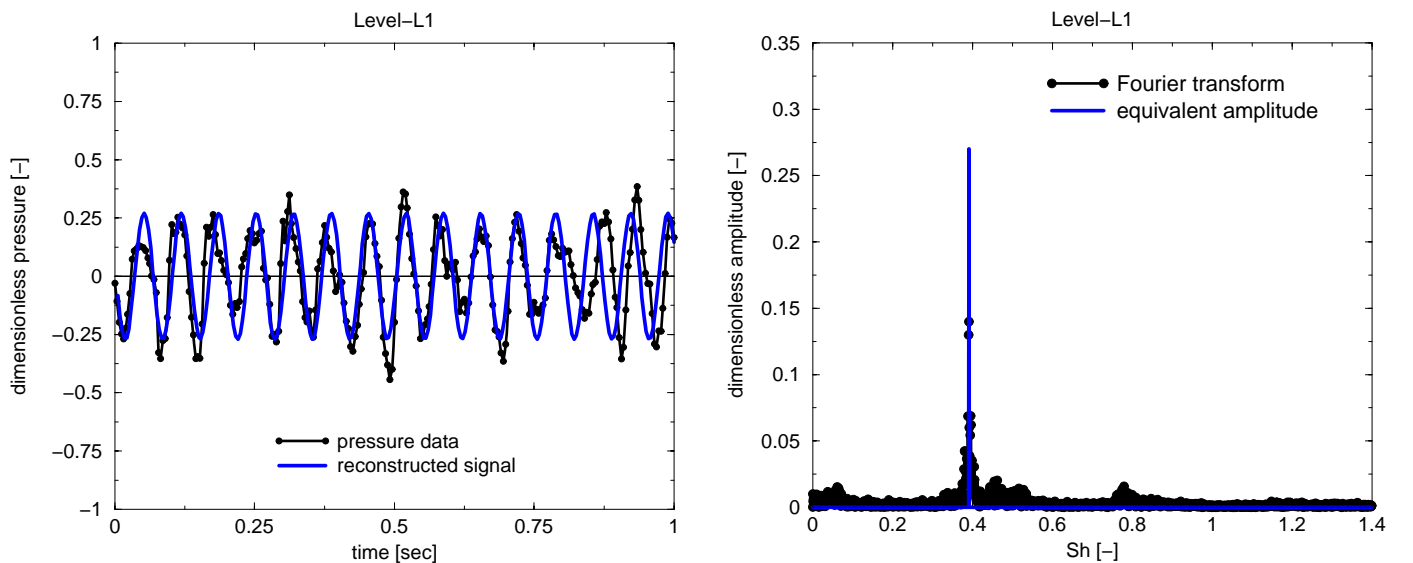 Level−L1
1
0.75
0.5
0.25
0
−0.25
−0.5
−0.75
−1
dimensionless pressure [−]
pressure data
reconstructed signal
0 0.25 0.5 0.75 1
time [sec]
Level−L1
0.35
0.3
0.25
0.2
0.15
0.1
0.05
0
dimensionless amplitude [−]
Fourier transform
equivalent amplitude
0 0.2 0.4 0.6 0.8 1 1.2 1.4
Sh [−]